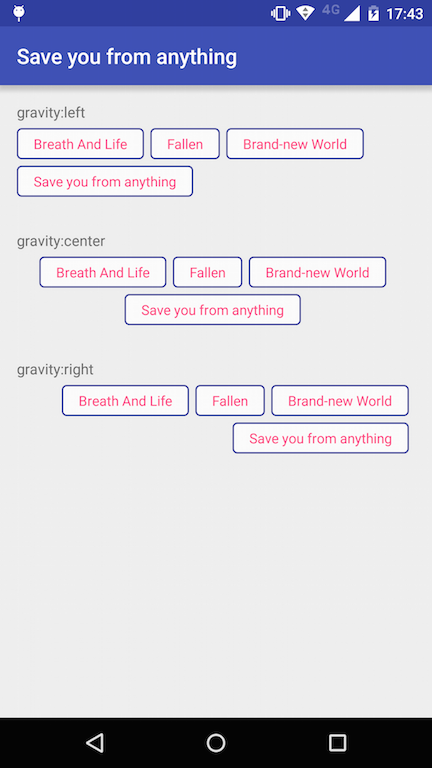 4G 17:43
Save you from anything
gravity:left
Breath And Life Fallen Brand-new World
Save you from anything
gravity:center
Breath And Life Fallen Brand-new World
Save you from anything
gravity:right
Breath And Life Fallen Brand-new World
Save you from anything